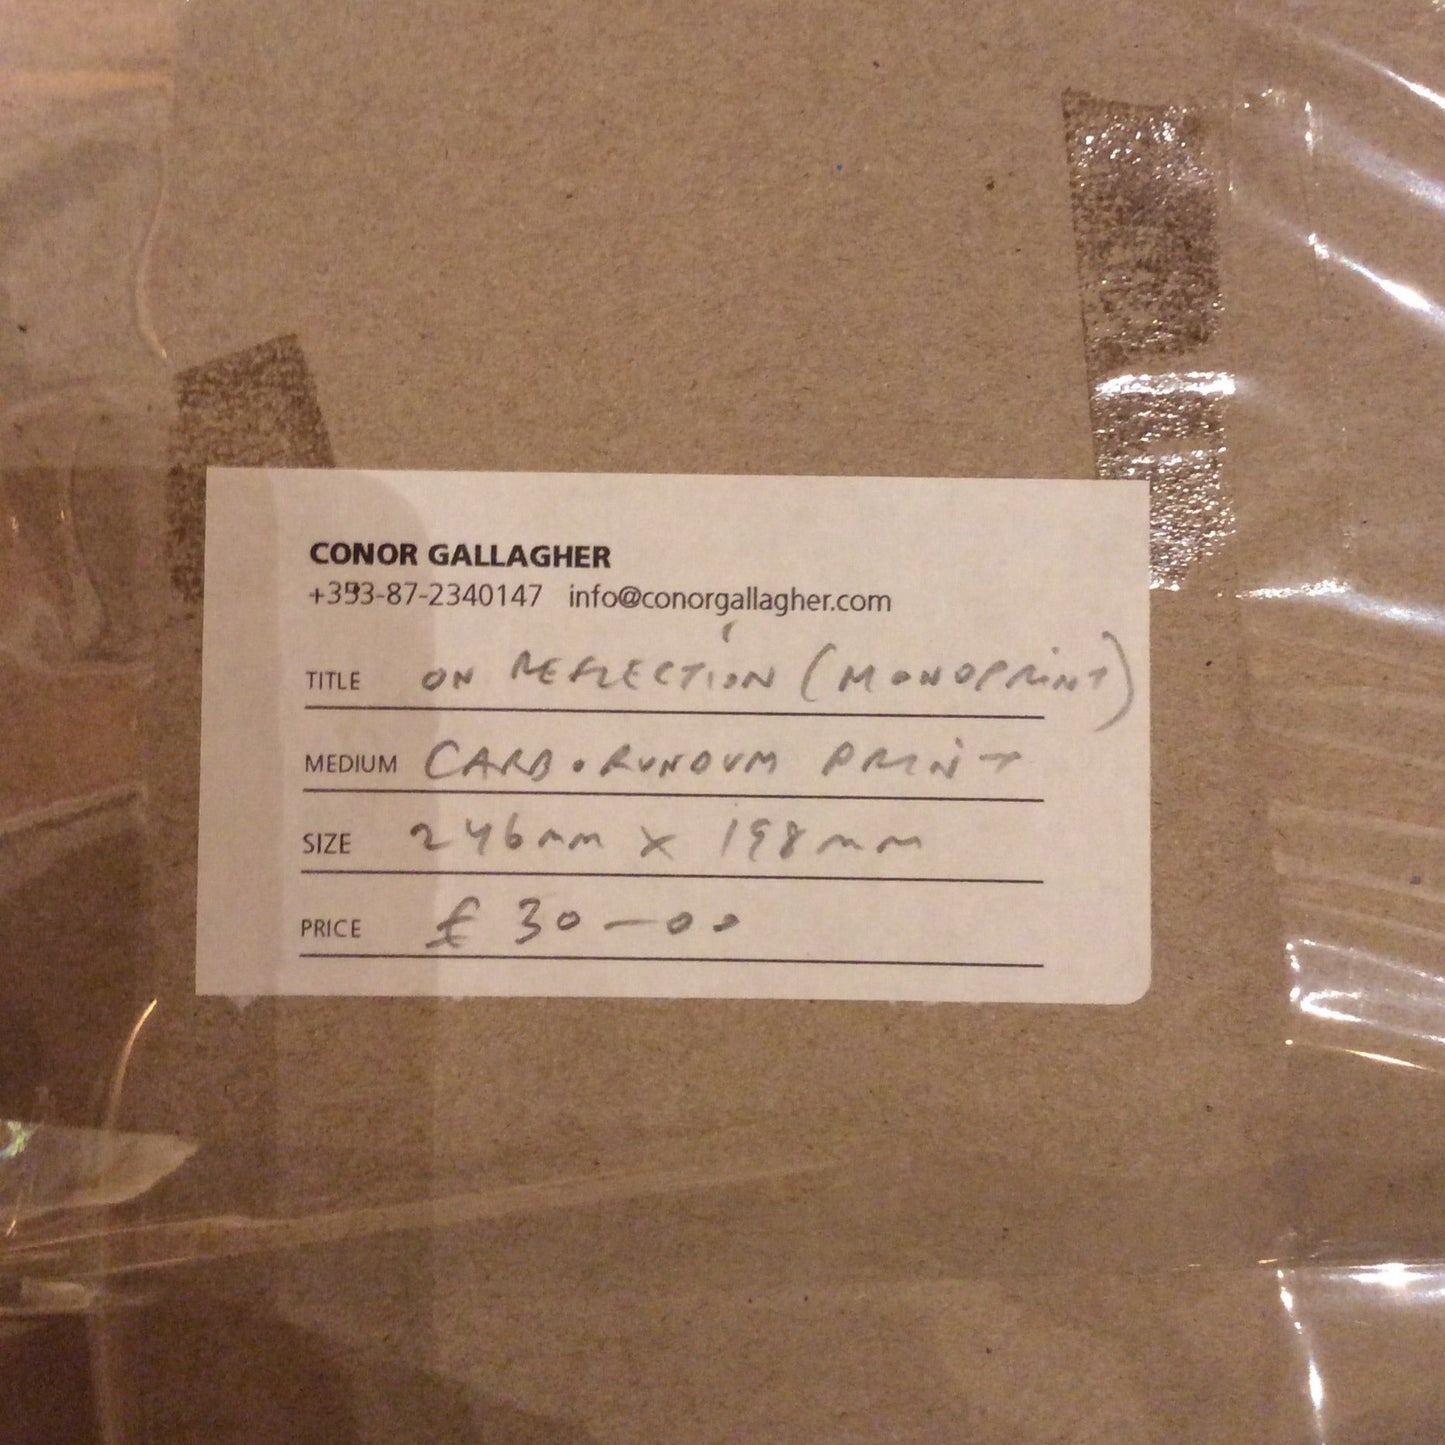 CONOR GALLAGHER
+353-87-2340147 info@conorgallagher.com
TITLE ON REFLECTION (MONOPRINT)
MEDIUM CARBORUNDUM PRINT
SIZE 246mm x 198mm
PRICE £ 30-00